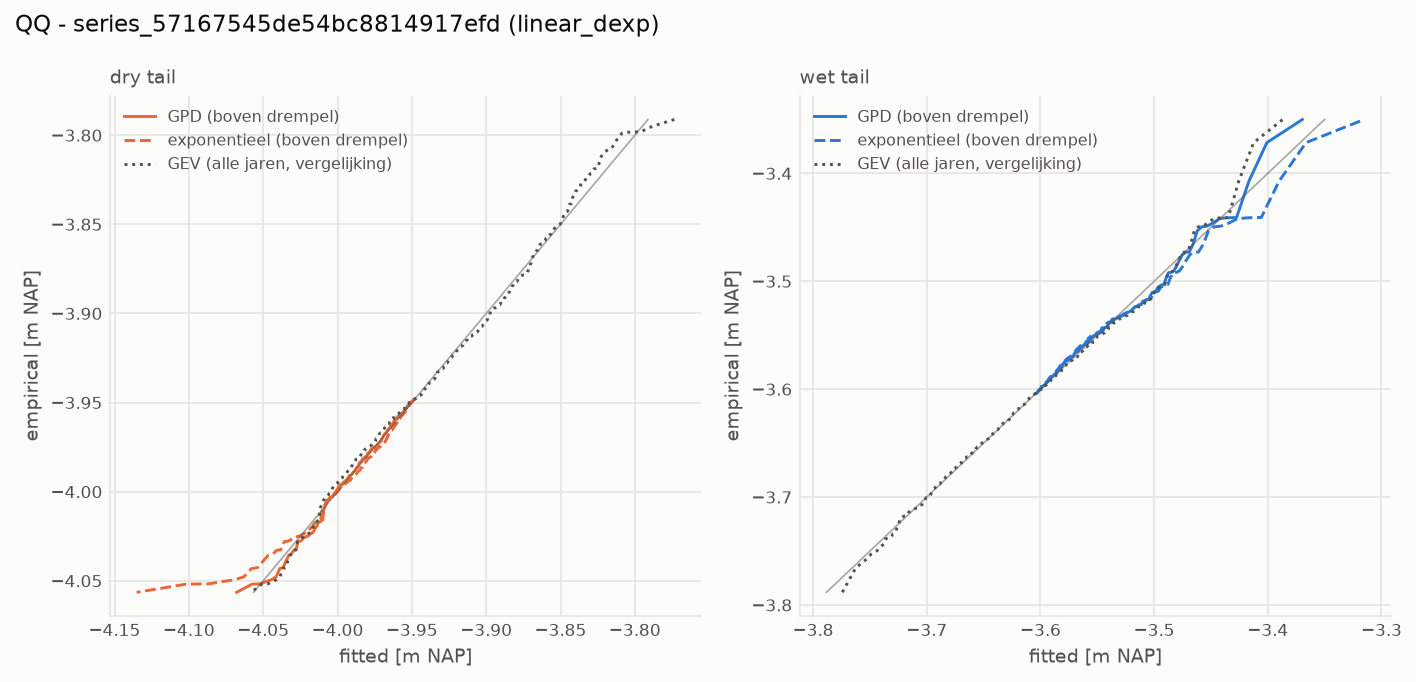 QQ - series_57167545de54bc8814917efd (linear_dexp)
dry tail
GPD (boven drempel)
exponentieel (boven drempel)
GEV (alle jaren, vergelijking)
−3.80
−3.85
−3.90
−3.95
−4.00
−4.05
empirical [m NAP]
−4.15 −4.10 −4.05 −4.00 −3.95 −3.90 −3.85 −3.80
fitted [m NAP]
wet tail
GPD (boven drempel)
exponentieel (boven drempel)
GEV (alle jaren, vergelijking)
−3.4
−3.5
−3.6
−3.7
−3.8
empirical [m NAP]
−3.8 −3.7 −3.6 −3.5 −3.4 −3.3
fitted [m NAP]